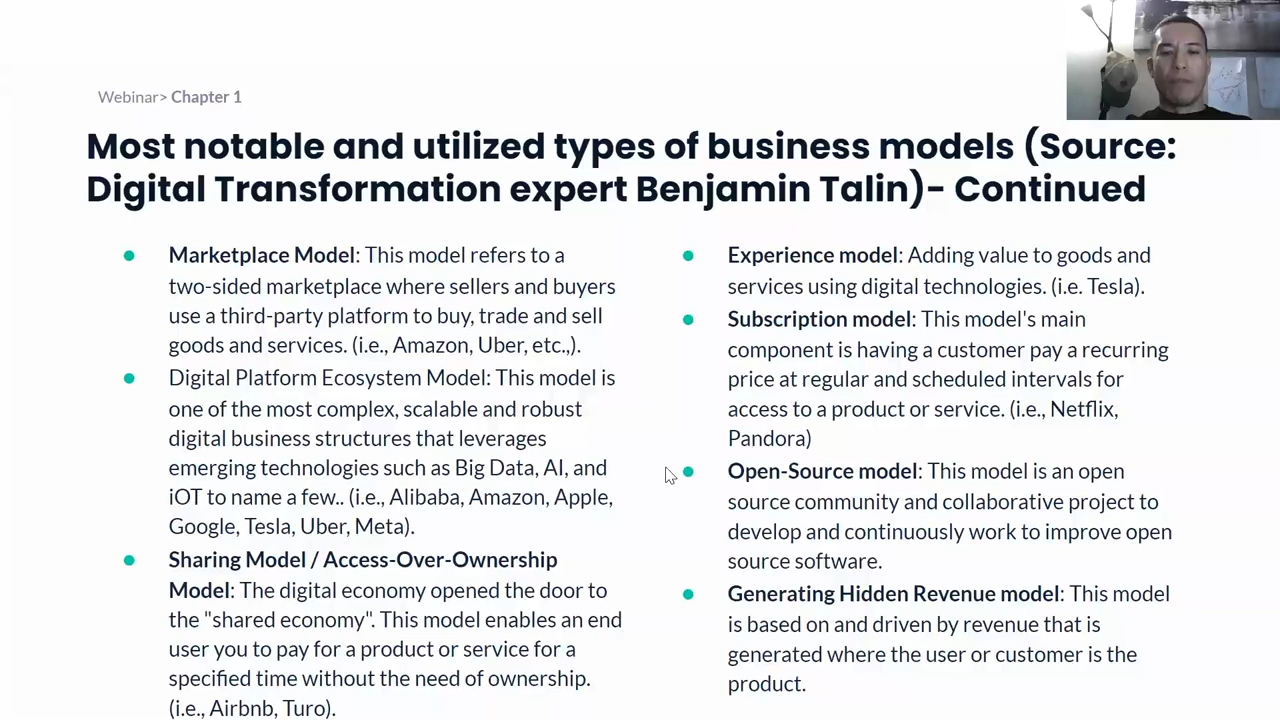 Webinar> Chapter 1
Most notable and utilized types of business models (Source:
Digital Transformation expert Benjamin Talin)- Continued
Marketplace Model: This model refers to a
two-sided marketplace where sellers and buyers
use a third-party platform to buy, trade and sell
goods and services. (i.e., Amazon, Uber, etc.,).
Digital Platform Ecosystem Model: This model is
one of the most complex, scalable and robust
digital business structures that leverages
emerging technologies such as Big Data, AI, and
iOT to name a few.. (i.e., Alibaba, Amazon, Apple,
Google, Tesla, Uber, Meta).
Sharing Model / Access-Over-Ownership
Model: The digital economy opened the door to
the "shared economy". This model enables an end
user you to pay for a product or service for a
specified time without the need of ownership.
(i.e., Airbnb, Turo).
Experience model: Adding value to goods and
services using digital technologies. (i.e. Tesla).
Subscription model: This model's main
component is having a customer pay a recurring
price at regular and scheduled intervals for
access to a product or service. (i.e., Netflix,
Pandora)
Open-Source model: This model is an open
source community and collaborative project to
develop and continuously work to improve open
source software.
Generating Hidden Revenue model: This model
is based on and driven by revenue that is
generated where the user or customer is the
product.